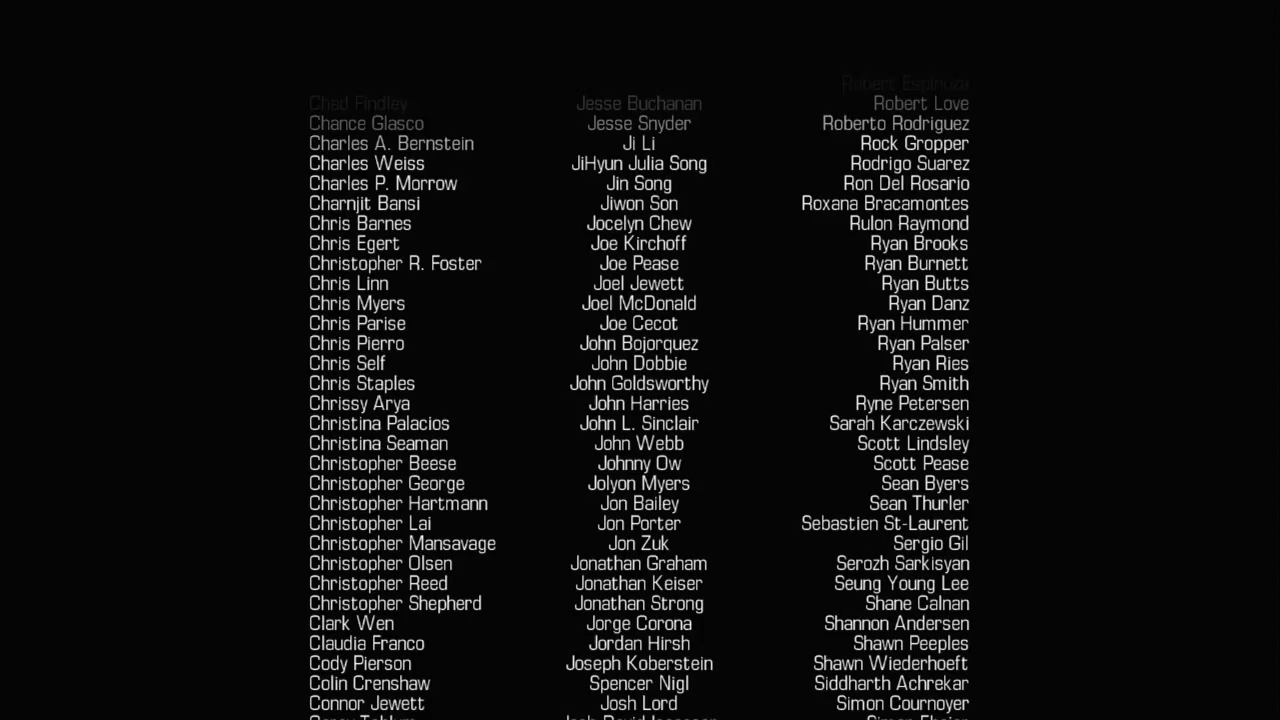 Robert Espinoza
Chad Findley Jesse Buchanan Robert Love
Chance Glasco Jesse Snyder Roberto Rodriguez
Charles A. Bernstein Ji Li Rock Gropper
Charles Weiss JiHyun Julia Song Rodrigo Suarez
Charles P. Morrow Jin Song Ron Del Rosario
Charnjit Bansi Jiwon Son Roxana Bracamontes
Chris Barnes Jocelyn Chew Rulon Raymond
Chris Egert Joe Kirchoff Ryan Brooks
Christopher R. Foster Joe Pease Ryan Burnett
Chris Linn Joel Jewett Ryan Butts
Chris Myers Joel McDonald Ryan Danz
Chris Parise Joe Cecot Ryan Hummer
Chris Pierro John Bojorquez Ryan Palser
Chris Self John Dobbie Ryan Ries
Chris Staples John Goldsworthy Ryan Smith
Chrissy Arya John Harries Ryne Petersen
Christina Palacios John L. Sinclair Sarah Karczewski
Christina Seaman John Webb Scott Lindsley
Christopher Beese Johnny Ow Scott Pease
Christopher George Jolyon Myers Sean Byers
Christopher Hartmann Jon Bailey Sean Thurler
Christopher Lai Jon Porter Sebastien St-Laurent
Christopher Mansavage Jon Zuk Sergio Gil
Christopher Olsen Jonathan Graham Serozh Sarkisyan
Christopher Reed Jonathan Keiser Seung Young Lee
Christopher Shepherd Jonathan Strong Shane Calnan
Clark Wen Jorge Corona Shannon Andersen
Claudia Franco Jordan Hirsh Shawn Peeples
Cody Pierson Joseph Koberstein Shawn Wiederhoeft
Colin Crenshaw Spencer Nigl Siddharth Achrekar
Connor Jewett Josh Lord Simon Cournoyer